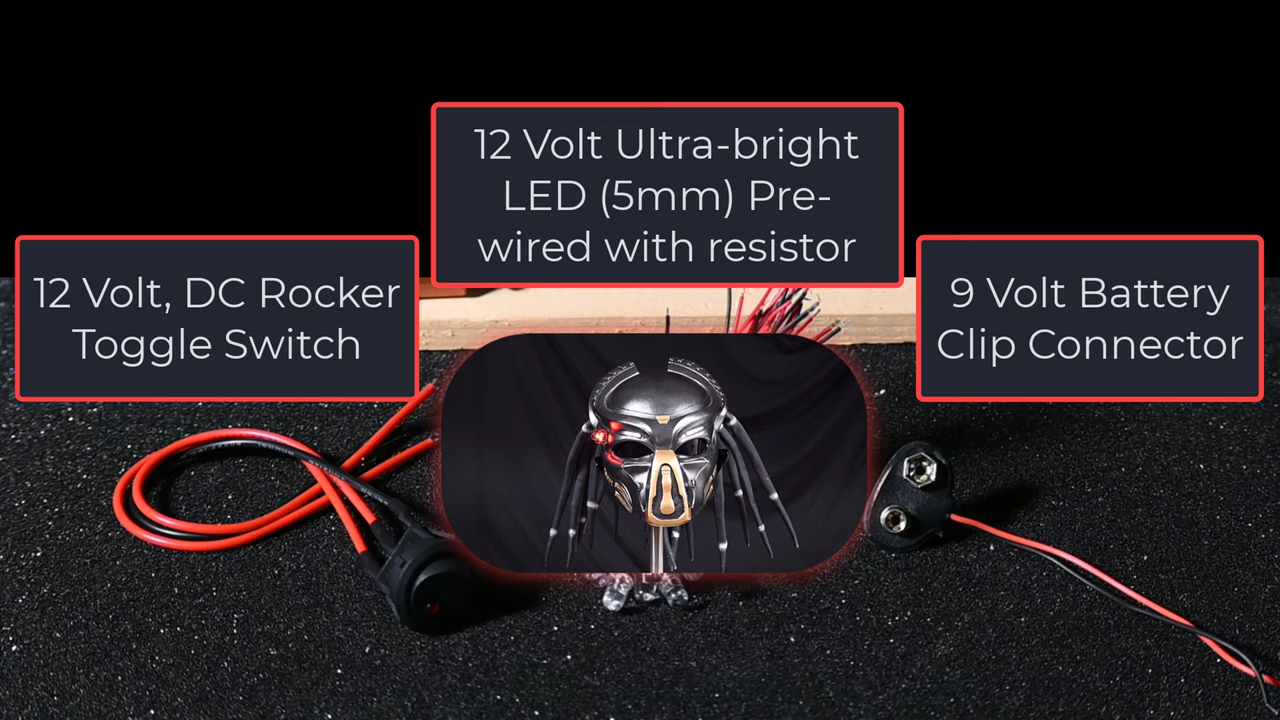 12 Volt Ultra-bright
LED (5mm) Pre-
wired with resistor
12 Volt, DC Rocker
Toggle Switch
9 Volt Battery
Clip Connector